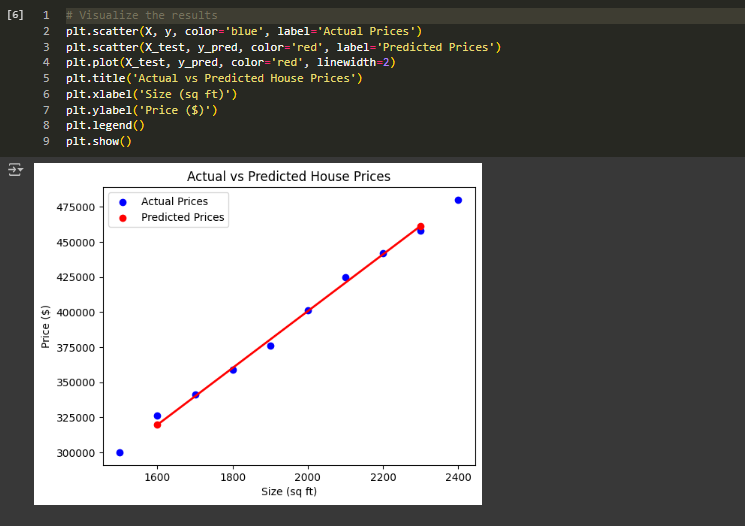 [6] 1 # Visualize the results
2 plt.scatter(X, y, color='blue', label='Actual Prices')
3 plt.scatter(X_test, y_pred, color='red', label='Predicted Prices')
4 plt.plot(X_test, y_pred, color='red', linewidth=2)
5 plt.title('Actual vs Predicted House Prices')
6 plt.xlabel('Size (sq ft)')
7 plt.ylabel('Price ($)')
8 plt.legend()
9 plt.show()
Actual vs Predicted House Prices
Actual Prices
Predicted Prices
475000
450000
425000
400000
375000
350000
325000
300000
Price ($)
1600 1800 2000 2200 2400
Size (sq ft)